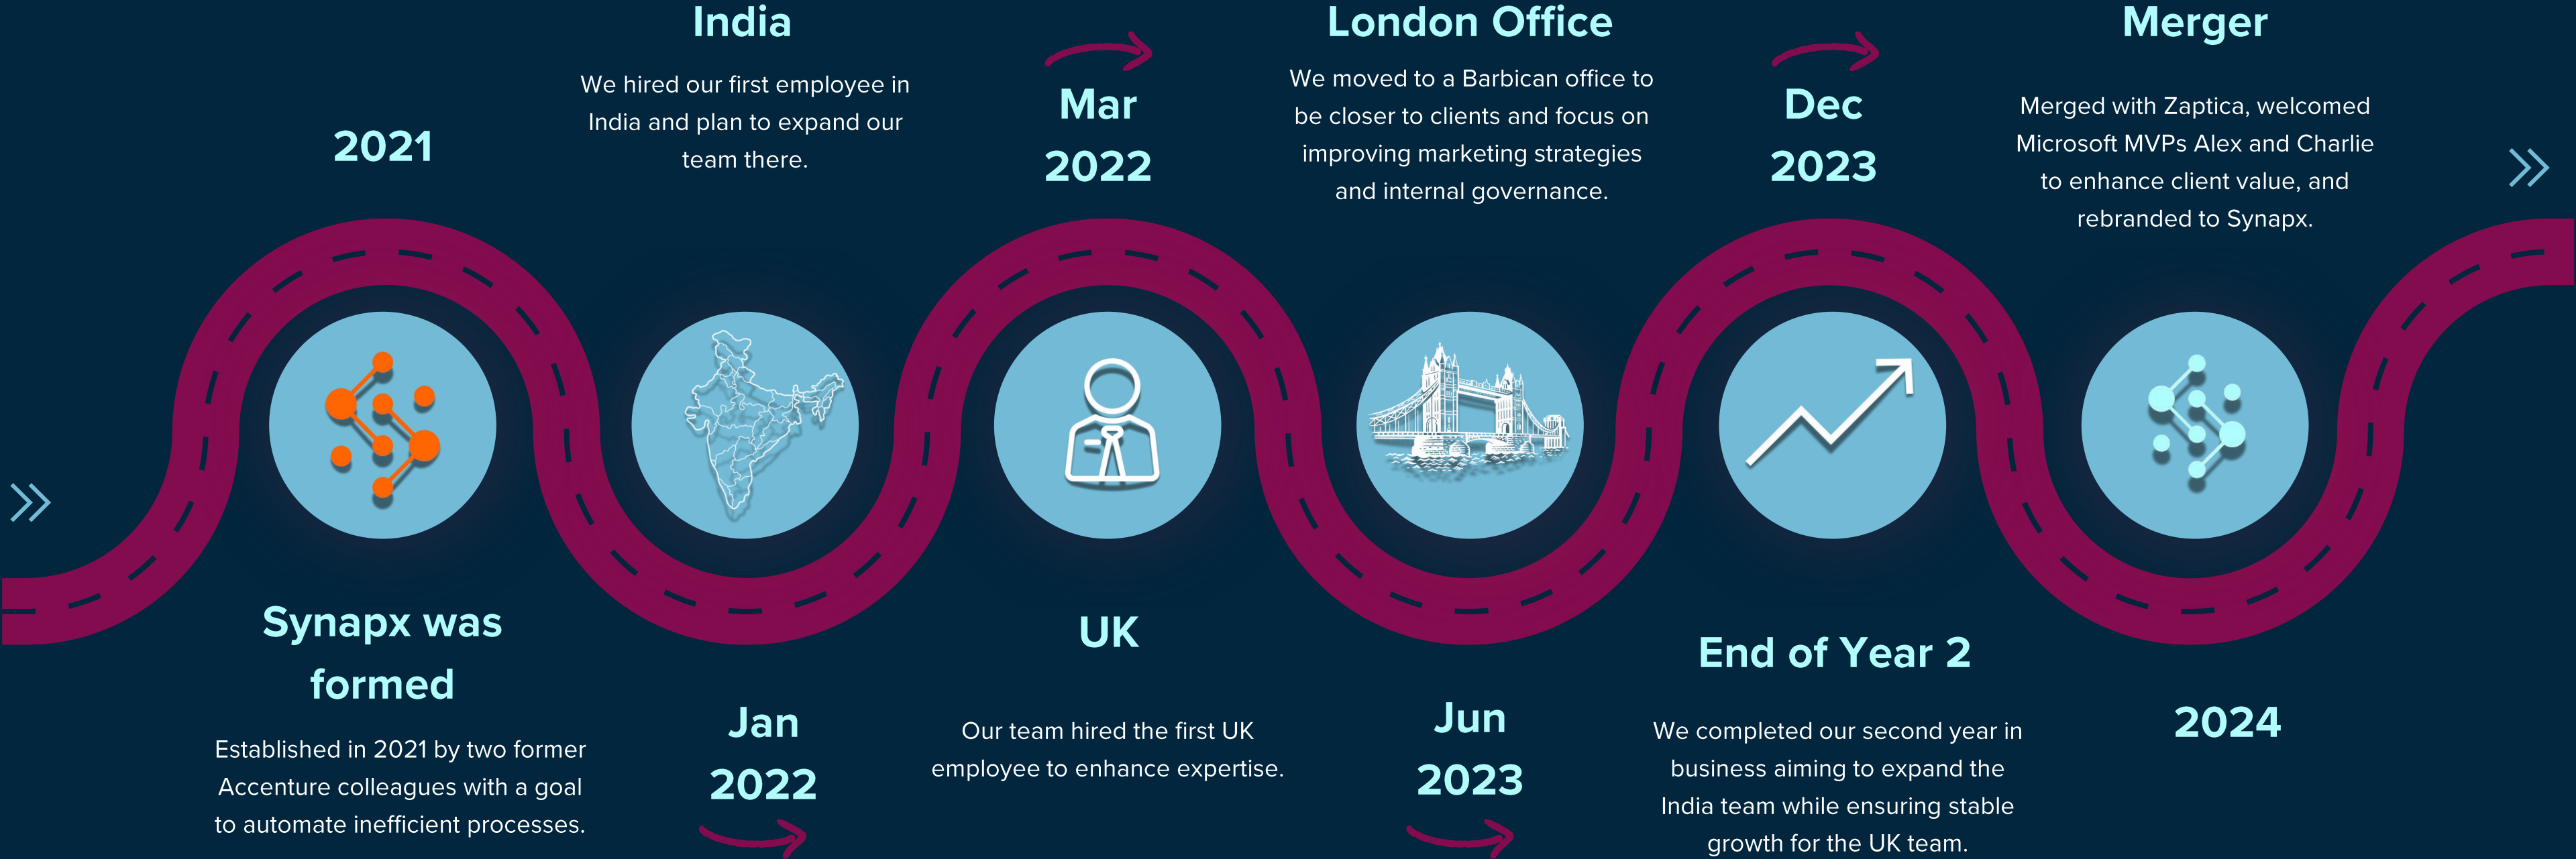 2021
Synapx was
formed
Established in 2021 by two former
Accenture colleagues with a goal
to automate inefficient processes.
India
We hired our first employee in
India and plan to expand our
team there.
Jan
2022
Mar
2022
UK
Our team hired the first UK
employee to enhance expertise.
London Office
We moved to a Barbican office to
be closer to clients and focus on
improving marketing strategies
and internal governance.
Jun
2023
Dec
2023
End of Year 2
We completed our second year in
business aiming to expand the
India team while ensuring stable
growth for the UK team.
Merger
Merged with Zaptica, welcomed
Microsoft MVPs Alex and Charlie
to enhance client value, and
rebranded to Synapx.
2024